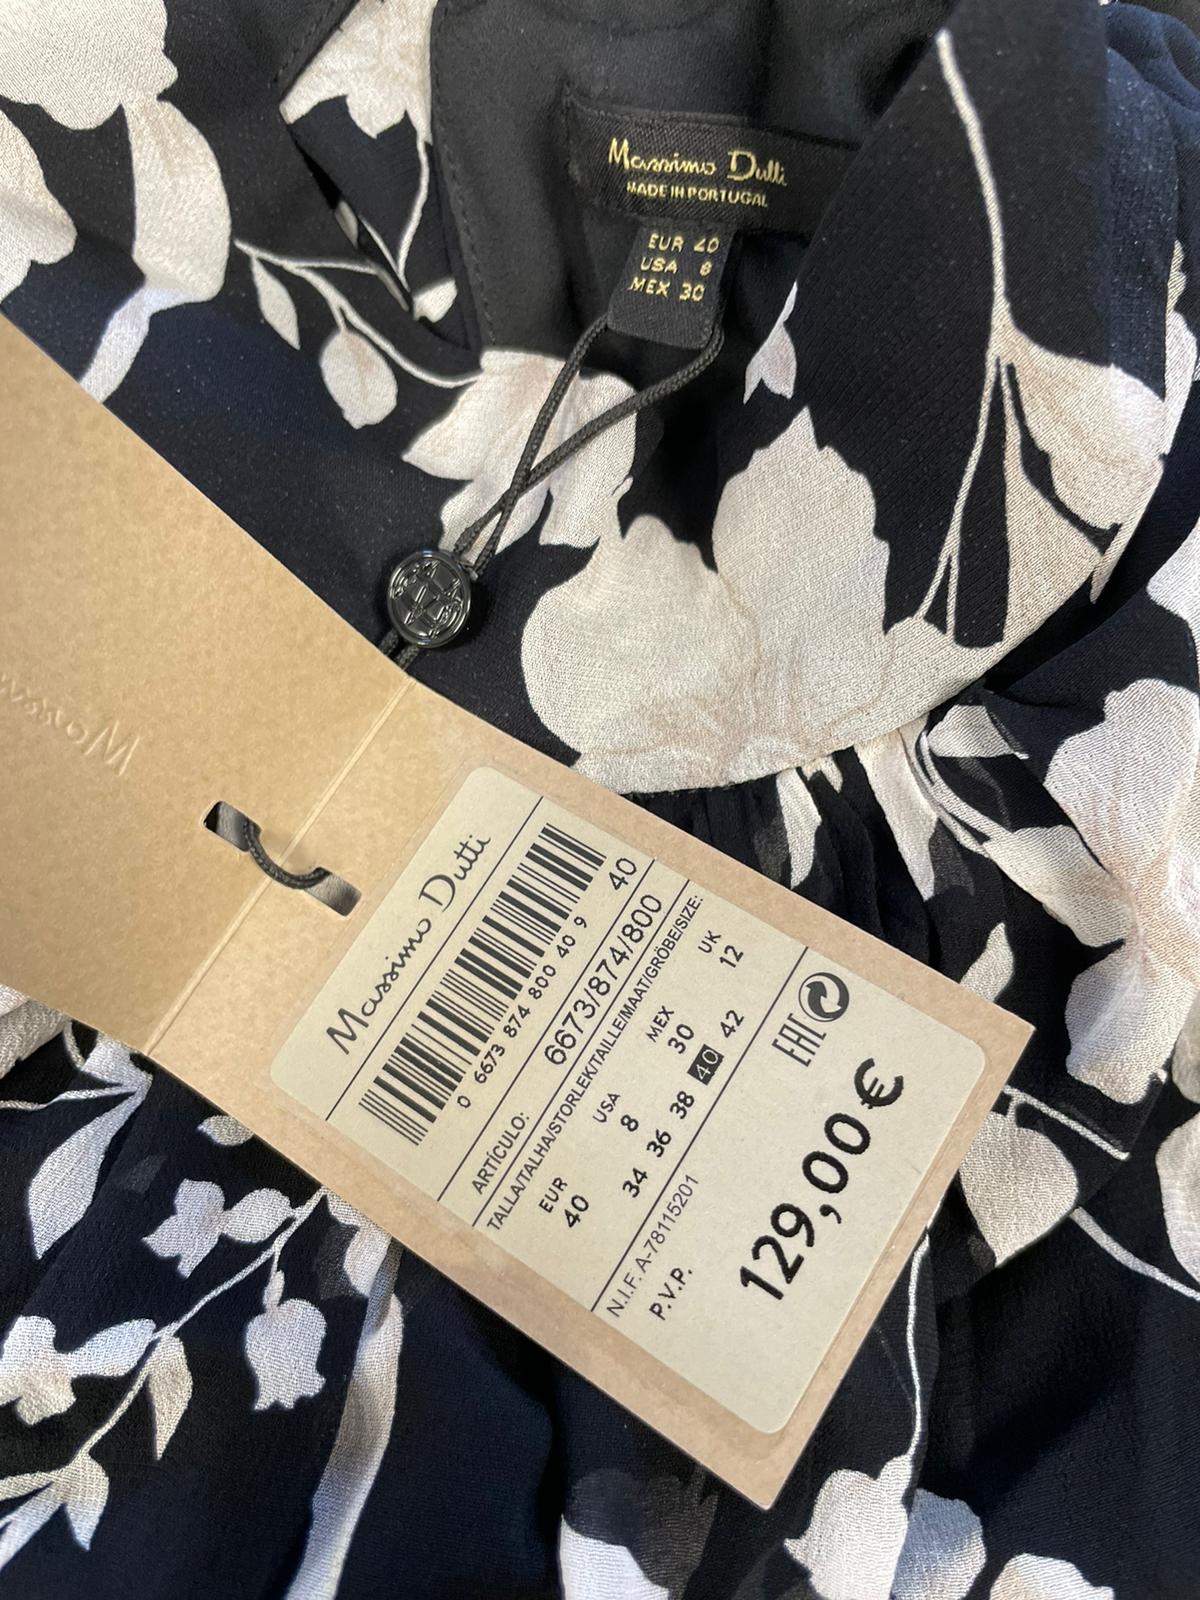 Massimo Dutti
MADE IN PORTUGAL
EUR 40
USA 8
MEX 30
Massimo
Massimo Dutti
0 6673 874 800 40 9
40
ARTÍCULO: 6673/874/800
TALLA/TALHA/STORLEK/TAILLE/MAAT/GRÖBE/SIZE:
EUR USA MEX UK
40 8 30 12
34 36 38 40 42
N.I.F. A-78115201
EAC
P.V.P.
129,00 €